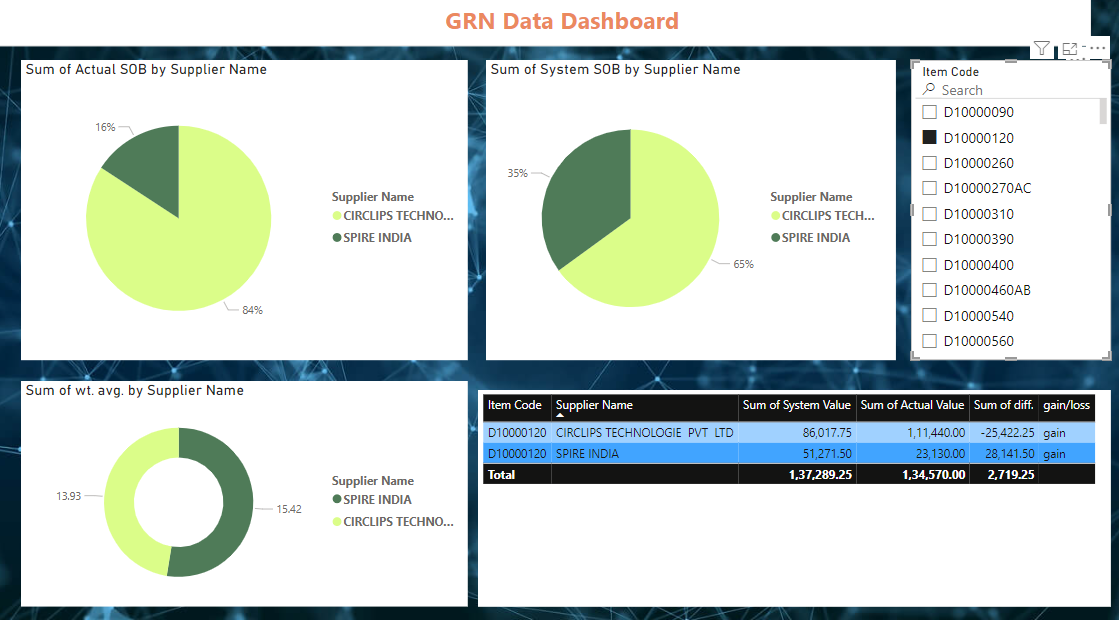 GRN Data Dashboard
Sum of Actual SOB by Supplier Name
16%
84%
Supplier Name
CIRCLIPS TECHNO...
SPIRE INDIA
Sum of System SOB by Supplier Name
35%
65%
Supplier Name
CIRCLIPS TECH...
SPIRE INDIA
Item Code
Search
D10000090
D10000120
D10000260
D10000270AC
D10000310
D10000390
D10000400
D10000460AB
D10000540
D10000560
Sum of wt. avg. by Supplier Name
13.93
15.42
Supplier Name
SPIRE INDIA
CIRCLIPS TECHNO...
Item Code Supplier Name Sum of System Value Sum of Actual Value Sum of diff. gain/loss
D10000120 CIRCLIPS TECHNOLOGIE PVT LTD 86,017.75 1,11,440.00 -25,422.25 gain
D10000120 SPIRE INDIA 51,271.50 23,130.00 28,141.50 gain
Total 1,37,289.25 1,34,570.00 2,719.25